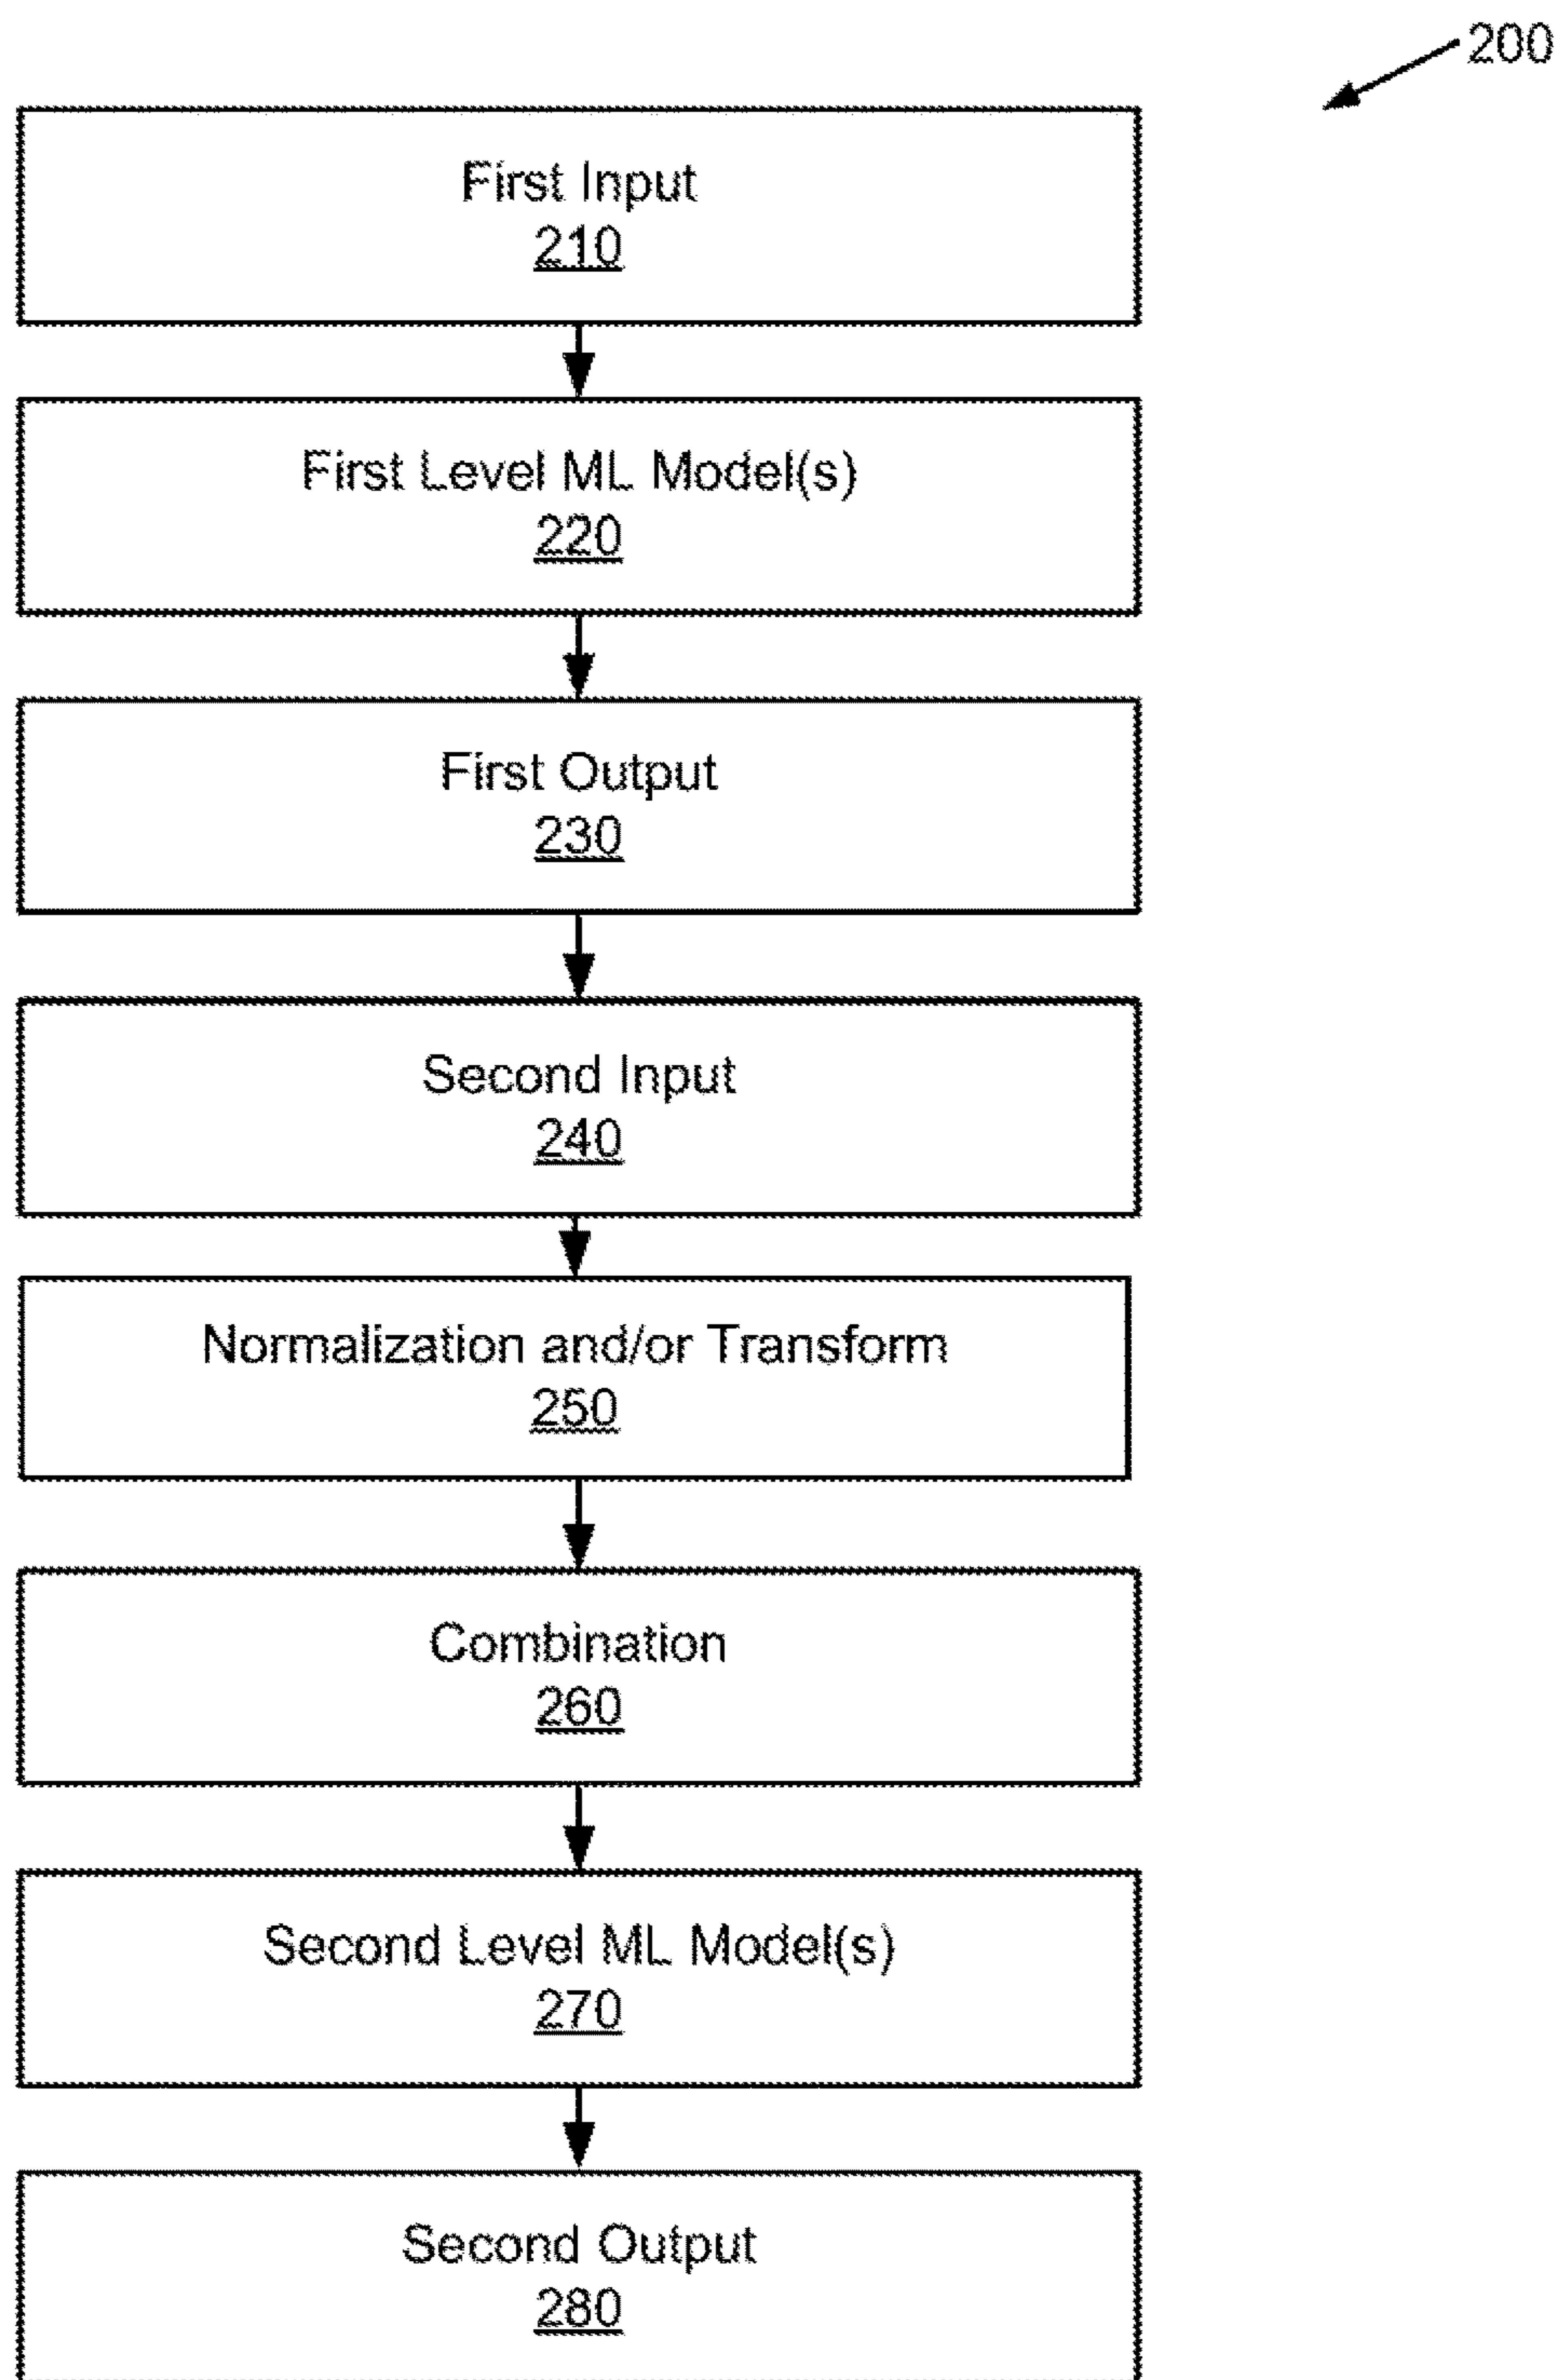 200
First Input
210
First Level ML Model(s)
220
First Output
230
Second Input
240
Normalization and/or Transform
250
Combination
260
Second Level ML Model(s)
270
Second Output
280